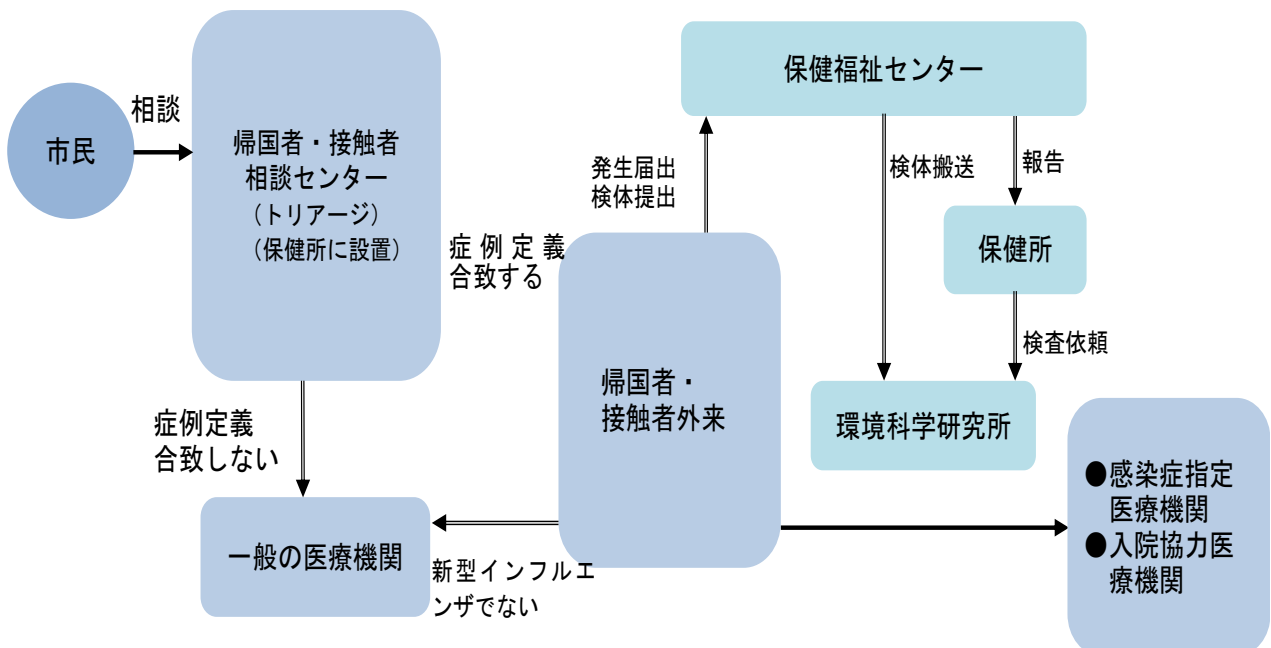 市民
相談
帰国者・接触者
相談センター
（トリアージ）
（保健所に設置）
症例定義
合致する
症例定義
合致しない
一般の医療機関
帰国者・
接触者外来
新型インフルエ
ンザでない
発生届出
検体提出
保健福祉センター
検体搬送
報告
保健所
検査依頼
環境科学研究所
●感染症指定
医療機関
●入院協力医
療機関